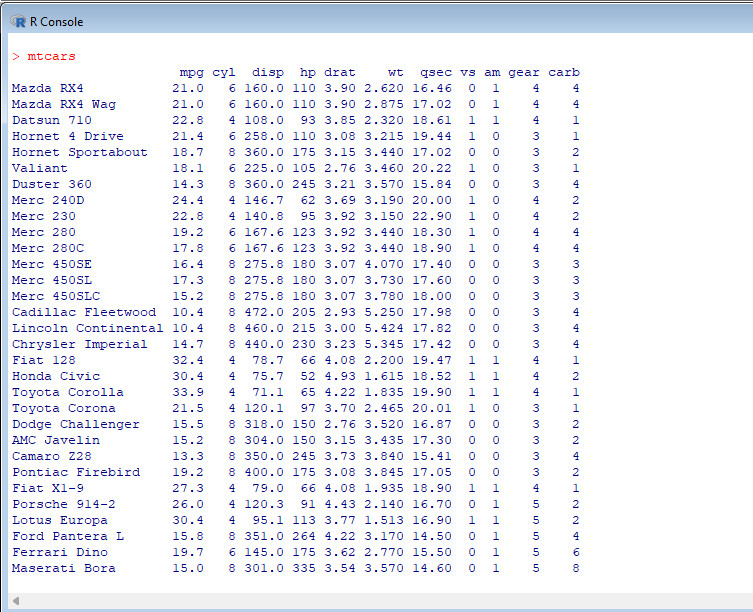 R Console
> mtcars
mpg cyl disp hp drat wt qsec vs am gear carb
Mazda RX4 21.0 6 160.0 110 3.90 2.620 16.46 0 1 4 4
Mazda RX4 Wag 21.0 6 160.0 110 3.90 2.875 17.02 0 1 4 4
Datsun 710 22.8 4 108.0 93 3.85 2.320 18.61 1 1 4 1
Hornet 4 Drive 21.4 6 258.0 110 3.08 3.215 19.44 1 0 3 1
Hornet Sportabout 18.7 8 360.0 175 3.15 3.440 17.02 0 0 3 2
Valiant 18.1 6 225.0 105 2.76 3.460 20.22 1 0 3 1
Duster 360 14.3 8 360.0 245 3.21 3.570 15.84 0 0 3 4
Merc 240D 24.4 4 146.7 62 3.69 3.190 20.00 1 0 4 2
Merc 230 22.8 4 140.8 95 3.92 3.150 22.90 1 0 4 2
Merc 280 19.2 6 167.6 123 3.92 3.440 18.30 1 0 4 4
Merc 280C 17.8 6 167.6 123 3.92 3.440 18.90 1 0 4 4
Merc 450SE 16.4 8 275.8 180 3.07 4.070 17.40 0 0 3 3
Merc 450SL 17.3 8 275.8 180 3.07 3.730 17.60 0 0 3 3
Merc 450SLC 15.2 8 275.8 180 3.07 3.780 18.00 0 0 3 3
Cadillac Fleetwood 10.4 8 472.0 205 2.93 5.250 17.98 0 0 3 4
Lincoln Continental 10.4 8 460.0 215 3.00 5.424 17.82 0 0 3 4
Chrysler Imperial 14.7 8 440.0 230 3.23 5.345 17.42 0 0 3 4
Fiat 128 32.4 4 78.7 66 4.08 2.200 19.47 1 1 4 1
Honda Civic 30.4 4 75.7 52 4.93 1.615 18.52 1 1 4 2
Toyota Corolla 33.9 4 71.1 65 4.22 1.835 19.90 1 1 4 1
Toyota Corona 21.5 4 120.1 97 3.70 2.465 20.01 1 0 3 1
Dodge Challenger 15.5 8 318.0 150 2.76 3.520 16.87 0 0 3 2
AMC Javelin 15.2 8 304.0 150 3.15 3.435 17.30 0 0 3 2
Camaro Z28 13.3 8 350.0 245 3.73 3.840 15.41 0 0 3 4
Pontiac Firebird 19.2 8 400.0 175 3.08 3.845 17.05 0 0 3 2
Fiat X1-9 27.3 4 79.0 66 4.08 1.935 18.90 1 1 4 1
Porsche 914-2 26.0 4 120.3 91 4.43 2.140 16.70 0 1 5 2
Lotus Europa 30.4 4 95.1 113 3.77 1.513 16.90 1 1 5 2
Ford Pantera L 15.8 8 351.0 264 4.22 3.170 14.50 0 1 5 4
Ferrari Dino 19.7 6 145.0 175 3.62 2.770 15.50 0 1 5 6
Maserati Bora 15.0 8 301.0 335 3.54 3.570 14.60 0 1 5 8